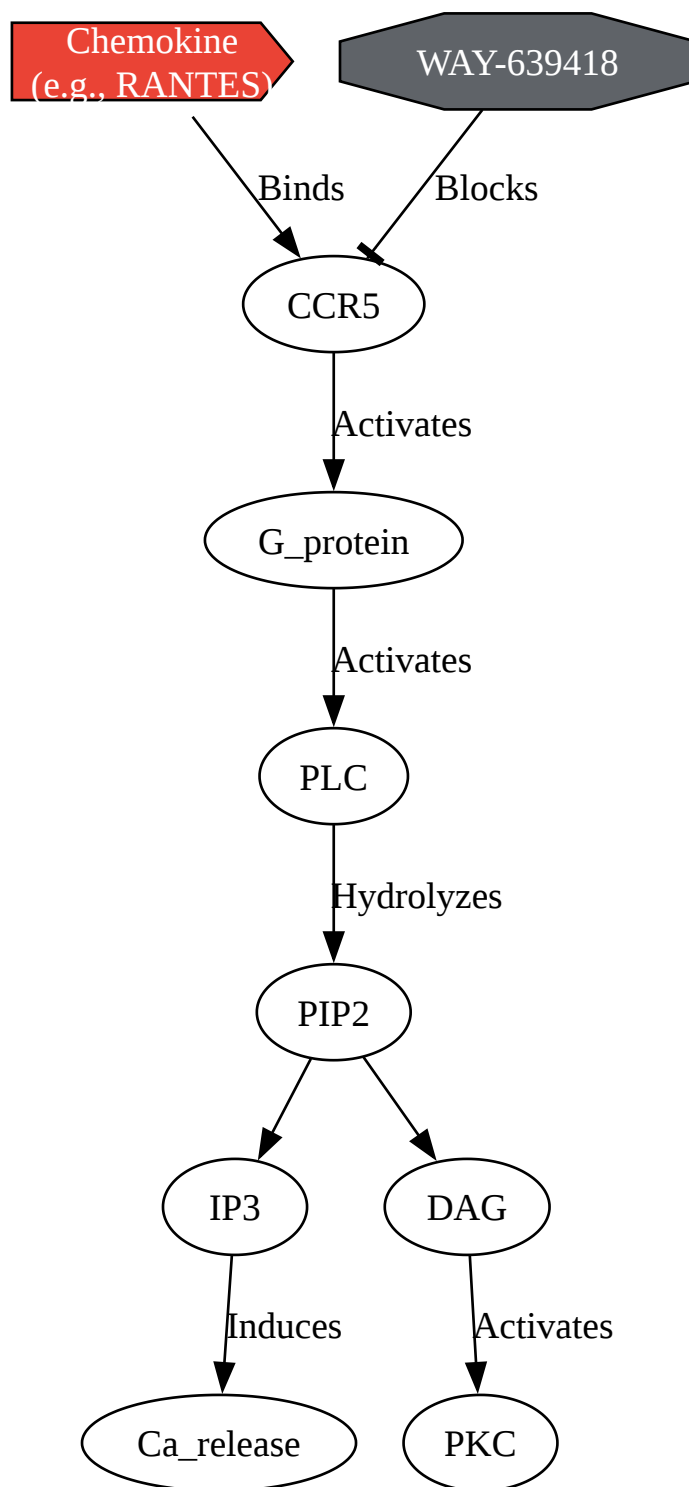 Chemokine
(e.g., RANTES)
WAY-639418
Binds
Blocks
CCR5
Activates
G_protein
Activates
PLC
Hydrolyzes
PIP2
IP3
DAG
Induces
Activates
Ca_release
PKC